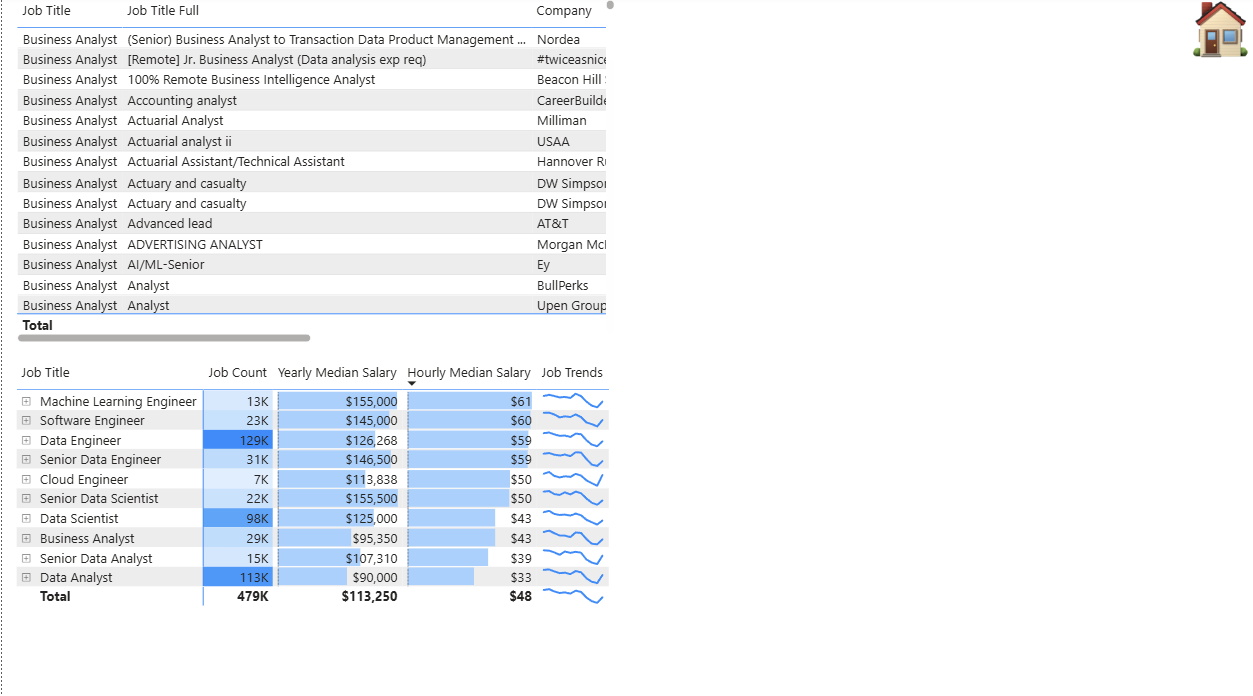 Job Title Job Title Full Company
Business Analyst (Senior) Business Analyst to Transaction Data Product Management ... Nordea
Business Analyst [Remote] Jr. Business Analyst (Data analysis exp req) #twiceasnice
Business Analyst 100% Remote Business Intelligence Analyst Beacon Hill
Business Analyst Accounting analyst CareerBuilde
Business Analyst Actuarial Analyst Milliman
Business Analyst Actuarial analyst ii USAA
Business Analyst Actuarial Assistant/Technical Assistant Hannover
Business Analyst Actuary and casualty DW Simpso
Business Analyst Actuary and casualty DW Simpso
Business Analyst Advanced lead AT&T
Business Analyst ADVERTISING ANALYST Morgan
Business Analyst AI/ML-Senior Ey
Business Analyst Analyst BullPerks
Business Analyst Analyst Upen Group
Total
Job Title Job Count Yearly Median Salary Hourly Median Salary Job Trends
Machine Learning Engineer 13K $155,000 $61
Software Engineer 23K $145,000 $60
Data Engineer 129K $126,268 $59
Senior Data Engineer 31K $146,500 $59
Cloud Engineer 7K $113,838 $50
Senior Data Scientist 22K $155,500 $50
Data Scientist 98K $125,000 $43
Business Analyst 29K $95,350 $43
Senior Data Analyst 15K $107,310 $39
Data Analyst 113K $90,000 $33
Total 479K $113,250 $48